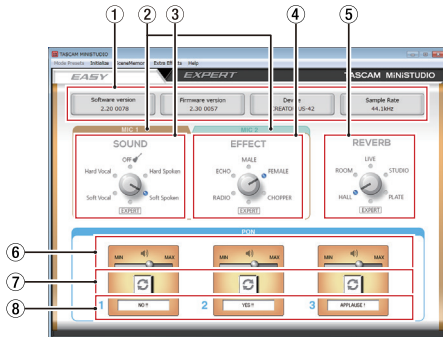 ① ② ③ ④ ⑤
TASCAM MiNiSTUDIO
Mode Presets Initialize SceneMemory Extra Effects Help
EASY EXPERT TASCAM MiNiSTUDIO
Software version Firmware version Device Sample Rate
2.20 0078 2.30 0057 CREATOR US-42 44.1kHz
MIC 1 MIC 2
SOUND EFFECT REVERB
OFF MALE LIVE
Hard Vocal Hard Spoken ECHO FEMALE ROOM STUDIO
Soft Vocal Soft Spoken RADIO CHOPPER HALL PLATE
EXPERT EXPERT EXPERT
PON
⑥ MIN MAX MIN MAX MIN MAX
⑦
⑧ 1 NO !! 2 YES !! 3 APPLAUSE !